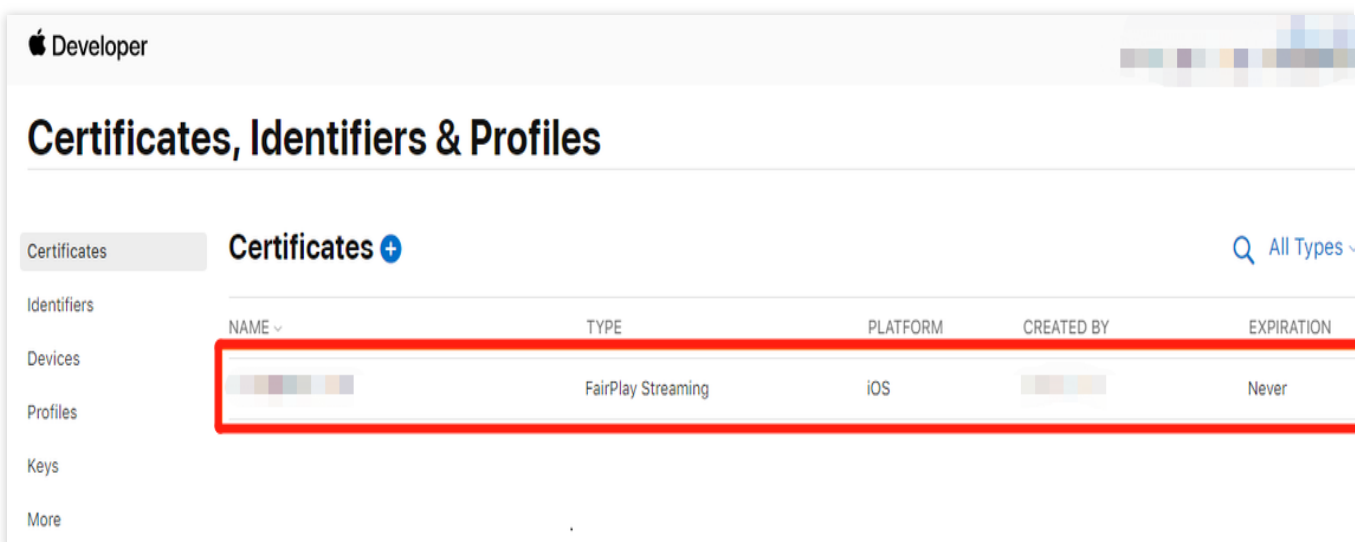 Developer
Certificates, Identifiers & Profiles
Certificates
Identifiers
Devices
Profiles
Keys
More
Certificates
All Types
NAME TYPE PLATFORM CREATED BY EXPIRATION
FairPlay Streaming iOS Never